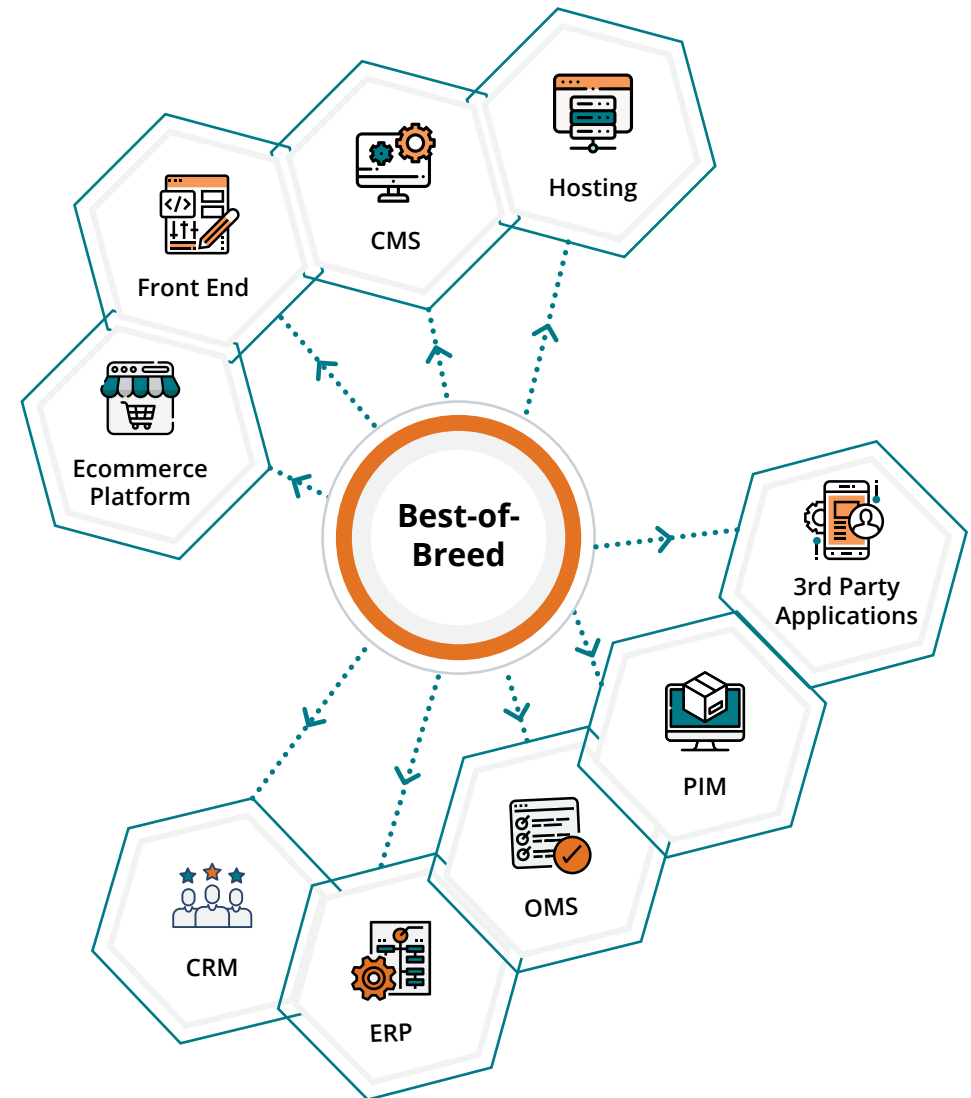 Hosting
CMS
Front End
</>
Ecommerce
Platform
Best-of-
Breed
3rd Party
Applications
PIM
OMS
CRM
ERP